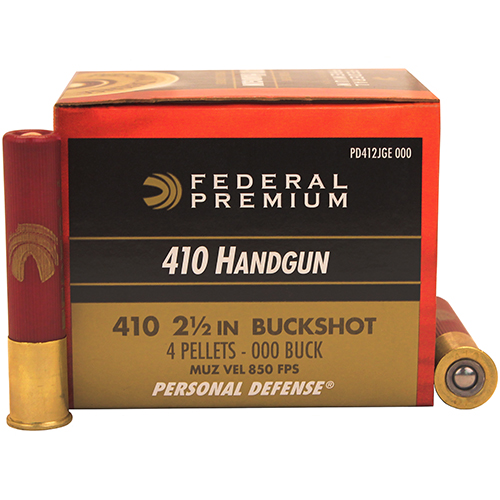 PD412JGE 000
FEDERAL
PREMIUM
410 HANDGUN
410 2½ IN BUCKSHOT
4 PELLETS - 000 BUCK
MUZ VEL 850 FPS
PERSONAL DEFENSE®